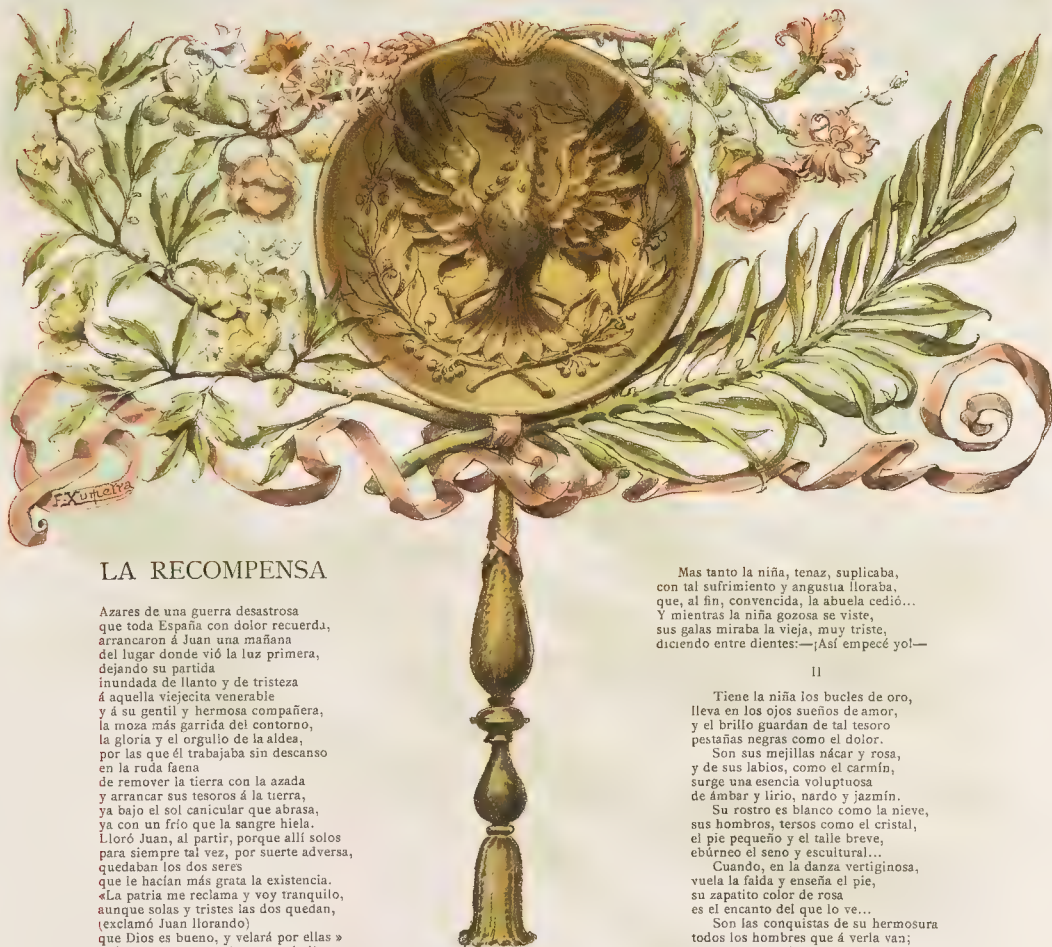 F. Xumetra
LA RECOMPENSA
Azares de una guerra desastrosa
que toda España con dolor recuerda,
arrancaron á Juan una mañana
del lugar donde vió la luz primera,
dejando su partida
inundada de llanto y de tristeza
á aquella viejecita venerable
y á su gentil y hermosa compañera,
la moza más garrida del contorno,
la gloria y el orgullo de la aldea,
por las que él trabajaba sin descanso
en la ruda faena
de remover la tierra con la azada
y arrancar sus tesoros á la tierra,
ya bajo el sol canicular que abrasa,
ya con un frío que la sangre hiela.
Lloró Juan, al partir, porque allí solos
para siempre tal vez, por suerte adversa,
quedaban los dos seres
que le hacían más grata la existencia.
«La patria me reclama y voy tranquilo,
aunque solas y tristes las dos quedan,
(exclamó Juan llorando)
que Dios es bueno, y velará por ellas »
Mas tanto la niña, tenaz, suplicaba,
con tal sufrimiento y angustia lloraba,
que, al fin, convencida, la abuela cedió...
Y mientras la niña gozosa se viste,
sus galas miraba la vieja, muy triste,
diciendo entre dientes:—¡Así empecé yo!—
II
Tiene la niña los bucles de oro,
lleva en los ojos sueños de amor,
y el brillo guardan de tal tesoro
pestañas negras como el dolor.
Son sus mejillas nácar y rosa,
y de sus labios, como el carmín,
surge una esencia voluptuosa
de ámbar y lirio, nardo y jazmín.
Su rostro es blanco como la nieve,
sus hombros, tersos como el cristal,
el pie pequeño y el talle breve,
ebúrneo el seno y escultural...
Cuando, en la danza vertiginosa,
vuela la falda y enseña el pie,
su zapatito color de rosa
es el encanto del que lo ve...
Son las conquistas de su hermosura
todos los hombres que á verla van;